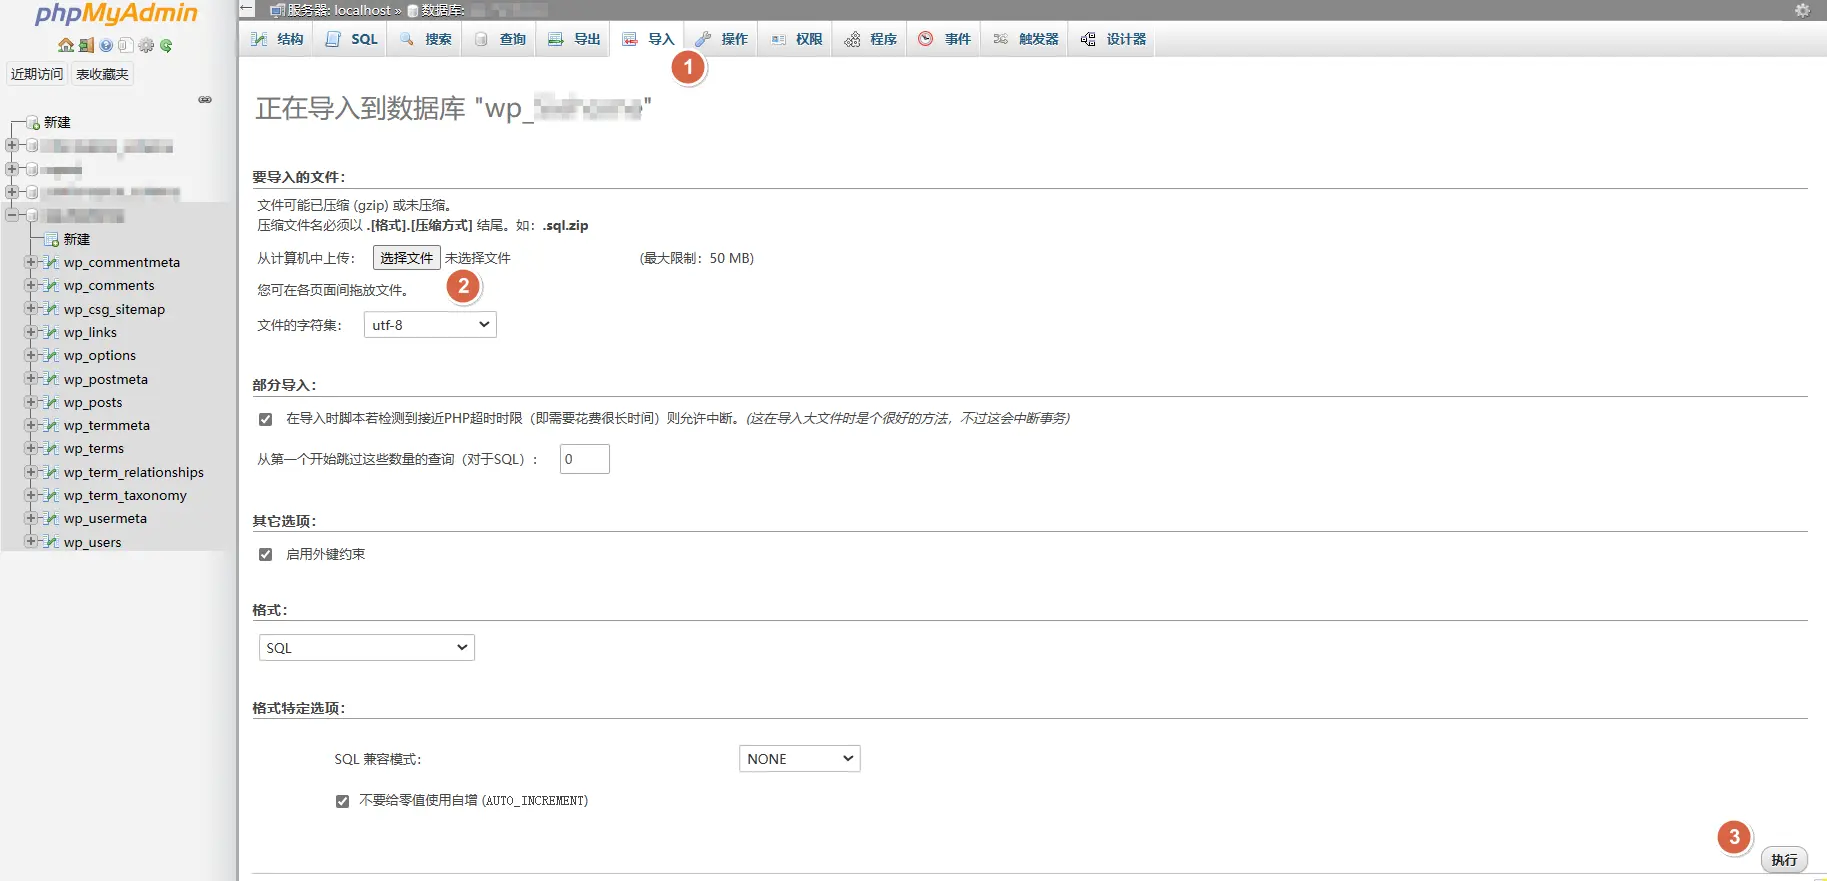 phpMyAdmin
近期访问 表收藏夹
新建
新建
wp_commentmeta
wp_comments
wp_csg_sitemap
wp_links
wp_options
wp_postmeta
wp_posts
wp_termmeta
wp_terms
wp_term_relationships
wp_term_taxonomy
wp_usermeta
wp_users
服务器: localhost » 数据库:
结构 SQL 搜索 查询 导出 导入 操作 权限 程序 事件 触发器 设计器
1
正在导入到数据库 "wp_ "
要导入的文件：
文件可能已压缩 (gzip) 或未压缩。
压缩文件名必须以 .[格式].[压缩方式] 结尾。如：.sql.zip
从计算机中上传： 选择文件 未选择文件 (最大限制：50 MB)
2
您可在各页面间拖放文件。
文件的字符集： utf-8
部分导入：
在导入时脚本若检测到接近PHP超时时限（即需要花费很长时间）则允许中断。(这在导入大文件时是个很好的方法，不过这会中断事务)
从第一个开始跳过这些数量的查询（对于SQL）： 0
其它选项：
启用外键约束
格式：
SQL
格式特定选项：
SQL 兼容模式： NONE
不要给零值使用自增 (AUTO_INCREMENT)
3
执行